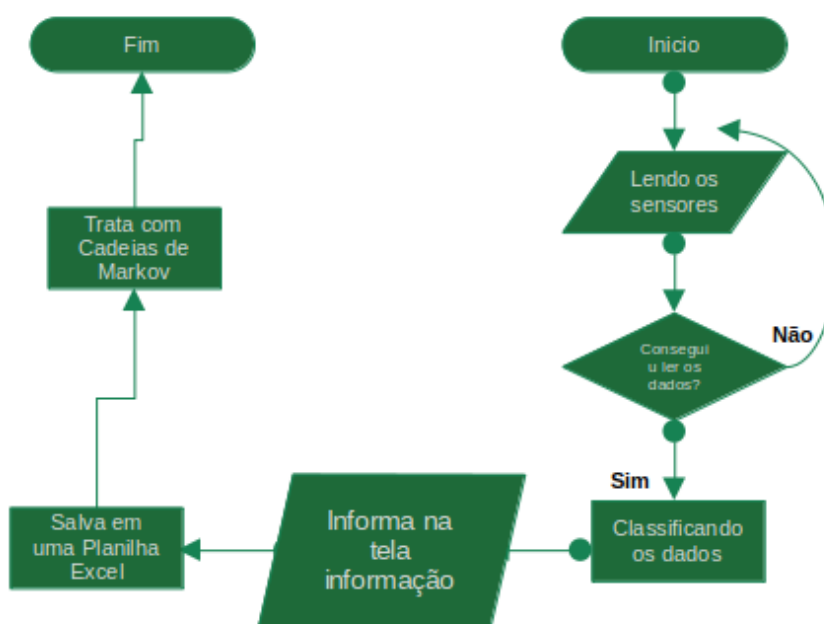 Fim
Inicio
Lendo os
sensores
Consegui
u ler os
dados?
Não
Sim
Classificando
os dados
Informa na
tela
informação
Salva em
uma Planilha
Excel
Trata com
Cadeias de
Markov